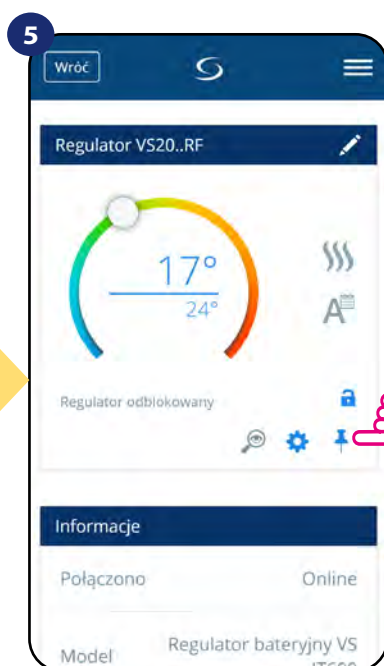 5
Wróć
Regulator VS20..RF
17°
24°
A
Regulator odblokowany
Informacje
Połączono Online
Model Regulator bateryjny VS